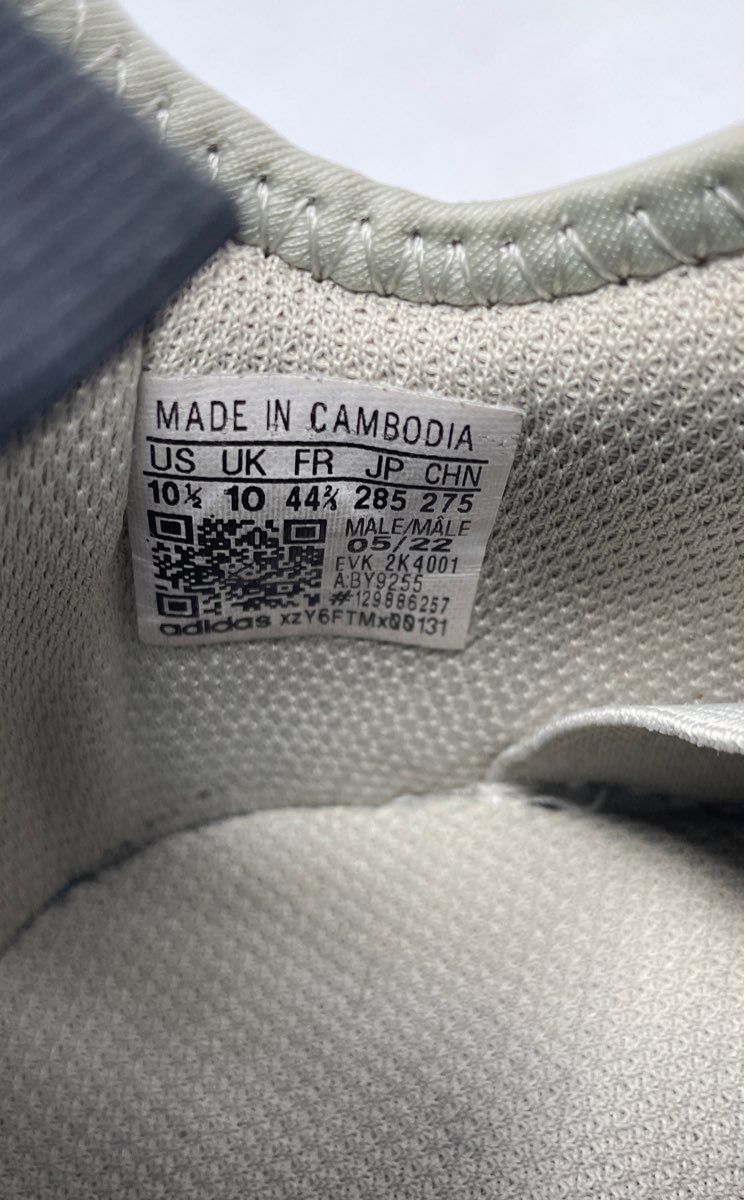 MADE IN CAMBODIA
US UK FR JP CHN
10½ 10 44⅔ 285 275
MALE/MÂLE
05/22
EVK 2K4001
A:BY9255
#129886257
adidas xzY6FTMx00131